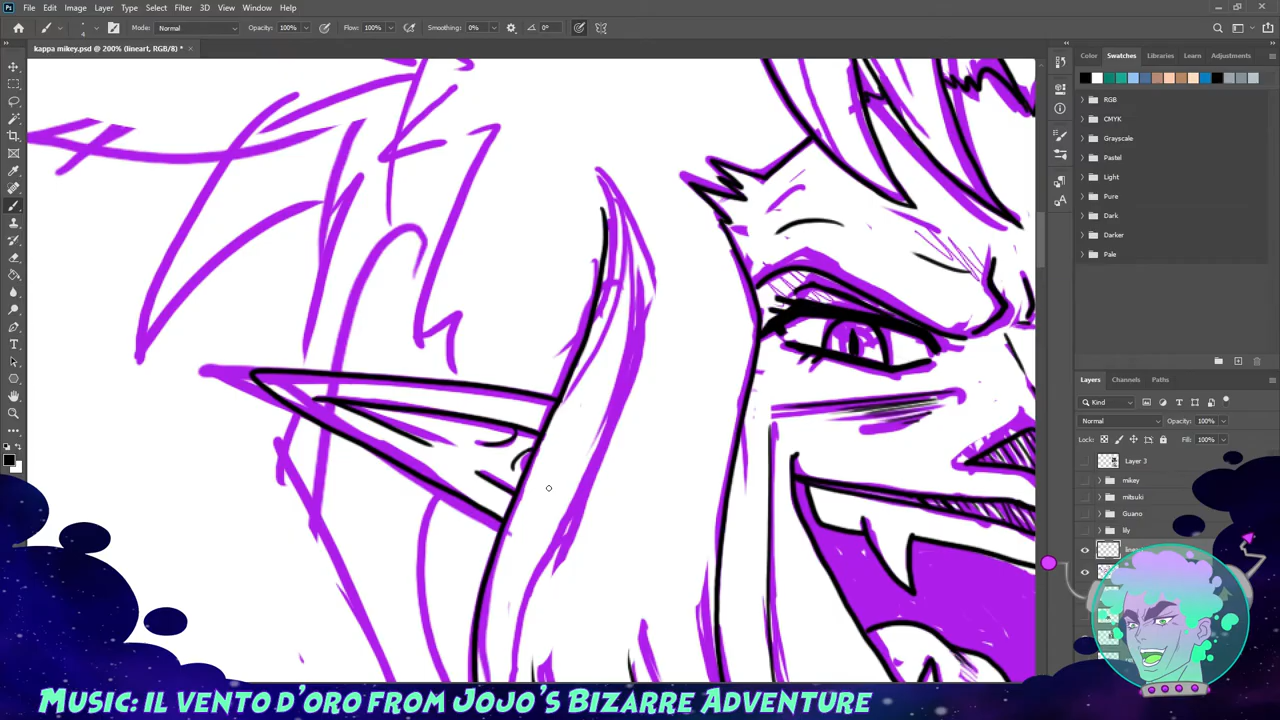 Ps File Edit Image Layer Type Select Filter 3D View Window Help
4 Mode: Normal Opacity: 100% Flow: 100% Smoothing: 0% 0°
kappa mikey.psd @ 200% (lineart, RGB/8) *
Color Swatches Libraries Learn Adjustments
RGB
CMYK
Grayscale
Pastel
Light
Pure
Dark
Darker
Pale
Layers Channels Paths
Kind
Normal Opacity: 100%
Lock: Fill: 100%
Layer 3
mikey
mitsuki
Guano
lily
Music: il vento d'oro from JoJo's Bizarre Adventure